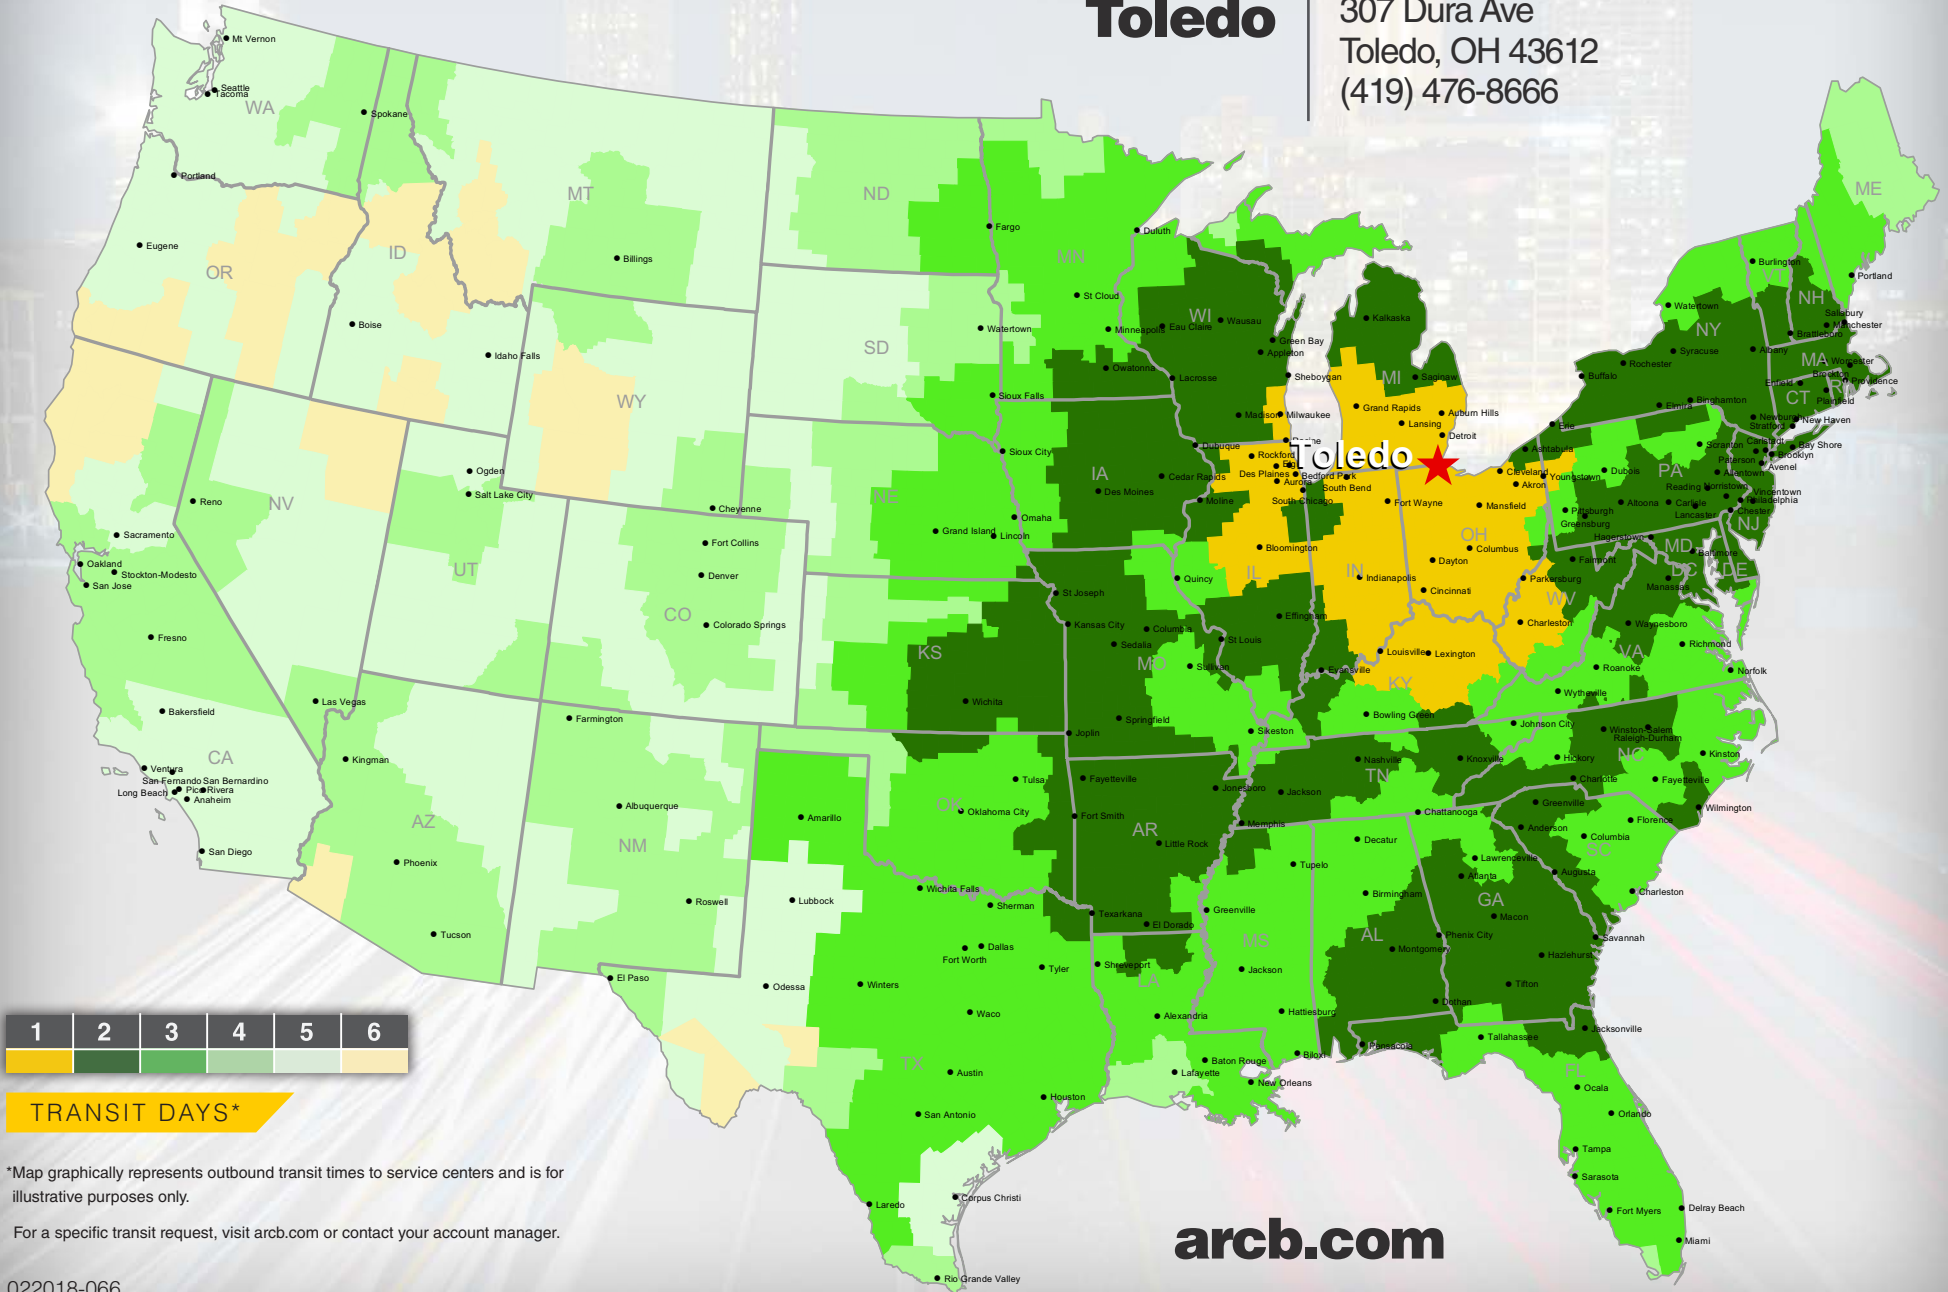 Toledo
307 Dura Ave
Toledo, OH 43612
(419) 476-8666
Mt Vernon
Seattle
Tacoma
WA
Spokane
Portland
Eugene
OR
ID
Boise
Idaho Falls
MT
Billings
WY
Cheyenne
ND
Fargo
SD
Watertown
Sioux Falls
MN
Duluth
St Cloud
Minneapolis
Owatonna
WI
Eau Claire
Wausau
Green Bay
Appleton
Lacrosse
Sheboygan
Madison
Milwaukee
Racine
MI
Kalkaska
Saginaw
Grand Rapids
Auburn Hills
Lansing
Detroit
Toledo
NV
Reno
Las Vegas
UT
Ogden
Salt Lake City
CO
Fort Collins
Denver
Colorado Springs
NE
Grand Island
Lincoln
Omaha
IA
Sioux City
Des Moines
Cedar Rapids
Dubuque
Moline
Rockford
Elgin
Des Plaines
Bedford Park
Aurora
South Bend
South Chicago
IL
Bloomington
Quincy
Effingham
IN
Fort Wayne
Indianapolis
Evansville
OH
Cleveland
Akron
Youngstown
Ashtabula
Mansfield
Columbus
Dayton
Cincinnati
CA
Sacramento
Oakland
Stockton-Modesto
San Jose
Fresno
Bakersfield
Ventura
San Fernando
San Bernardino
Long Beach
Pico Rivera
Anaheim
San Diego
AZ
Kingman
Phoenix
Tucson
NM
Farmington
Albuquerque
Roswell
KS
Wichita
MO
St Joseph
Kansas City
Columbia
Sedalia
St Louis
Sullivan
Springfield
Joplin
Sikeston
OK
Tulsa
Oklahoma City
AR
Fayetteville
Fort Smith
Little Rock
Jonesboro
Texarkana
El Dorado
TX
Amarillo
Lubbock
Wichita Falls
Sherman
Dallas
Fort Worth
Tyler
El Paso
Odessa
Winters
Waco
Austin
Houston
San Antonio
Corpus Christi
Laredo
Rio Grande Valley
LA
Shreveport
Alexandria
Baton Rouge
Lafayette
New Orleans
MS
Tupelo
Greenville
Jackson
Hattiesburg
Biloxi
AL
Decatur
Birmingham
Montgomery
Dothan
TN
Nashville
Knoxville
Jackson
Memphis
Chattanooga
Johnson City
KY
Louisville
Lexington
Bowling Green
WV
Parkersburg
Fairmont
Charleston
VA
Manassas
Waynesboro
Richmond
Roanoke
Norfolk
Wytheville
NC
Winston-Salem
Raleigh-Durham
Hickory
Kinston
Charlotte
Fayetteville
Wilmington
SC
Greenville
Anderson
Florence
Columbia
Charleston
GA
Lawrenceville
Atlanta
Augusta
Macon
Phenix City
Savannah
Hazlehurst
Tifton
FL
Pensacola
Tallahassee
Jacksonville
Ocala
Orlando
Tampa
Sarasota
Fort Myers
Delray Beach
Miami
PA
Erie
Dubois
Scranton
Allentown
Reading
Norristown
Altoona
Carlisle
Philadelphia
Lancaster
Chester
Pittsburgh
Greensburg
NJ
Vincentown
Carlstadt
Paterson
Avenel
MD
Hagerstown
Baltimore
DC
DE
NY
Watertown
Syracuse
Rochester
Buffalo
Albany
Binghamton
Elmira
Newburgh
Bay Shore
Brooklyn
VT
Burlington
Brattleboro
NH
Salisbury
Manchester
ME
Portland
MA
Worcester
Brockton
RI
Providence
CT
Enfield
Plainfield
New Haven
Stratford
1 2 3 4 5 6
TRANSIT DAYS*
*Map graphically represents outbound transit times to service centers and is for
illustrative purposes only.
For a specific transit request, visit arcb.com or contact your account manager.
022018-066
arcb.com